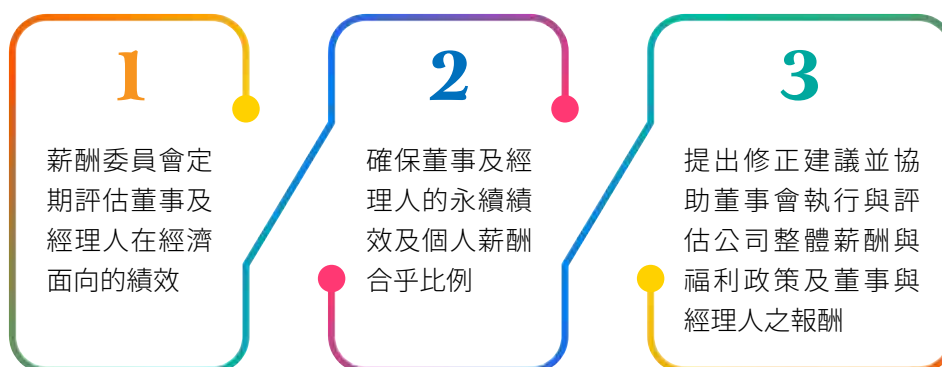 1
薪酬委員會定
期評估董事及
經理人在經濟
面向的績效
2
確保董事及經
理人的永續績
效及個人薪酬
合乎比例
3
提出修正建議並協
助董事會執行與評
估公司整體薪酬與
福利政策及董事與
經理人之報酬